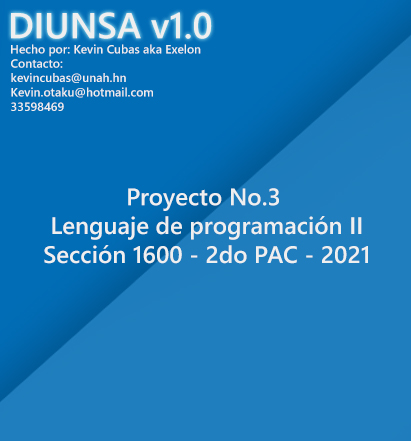 DIUNSA v1.0
Hecho por: Kevin Cubas aka Exelon
Contacto:
kevincubas@unah.hn
Kevin.otaku@hotmail.com
33598469
Proyecto No.3
Lenguaje de programación II
Sección 1600 - 2do PAC - 2021